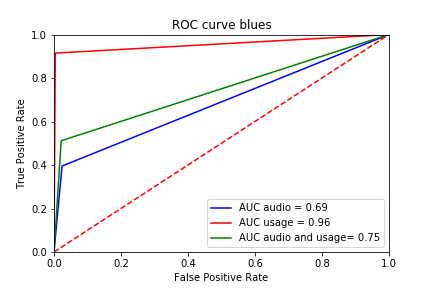 ROC curve blues
1.0
0.8
0.6
0.4
0.2
0.0
True Positive Rate
AUC audio = 0.69
AUC usage = 0.96
AUC audio and usage= 0.75
0.0 0.2 0.4 0.6 0.8 1.0
False Positive Rate